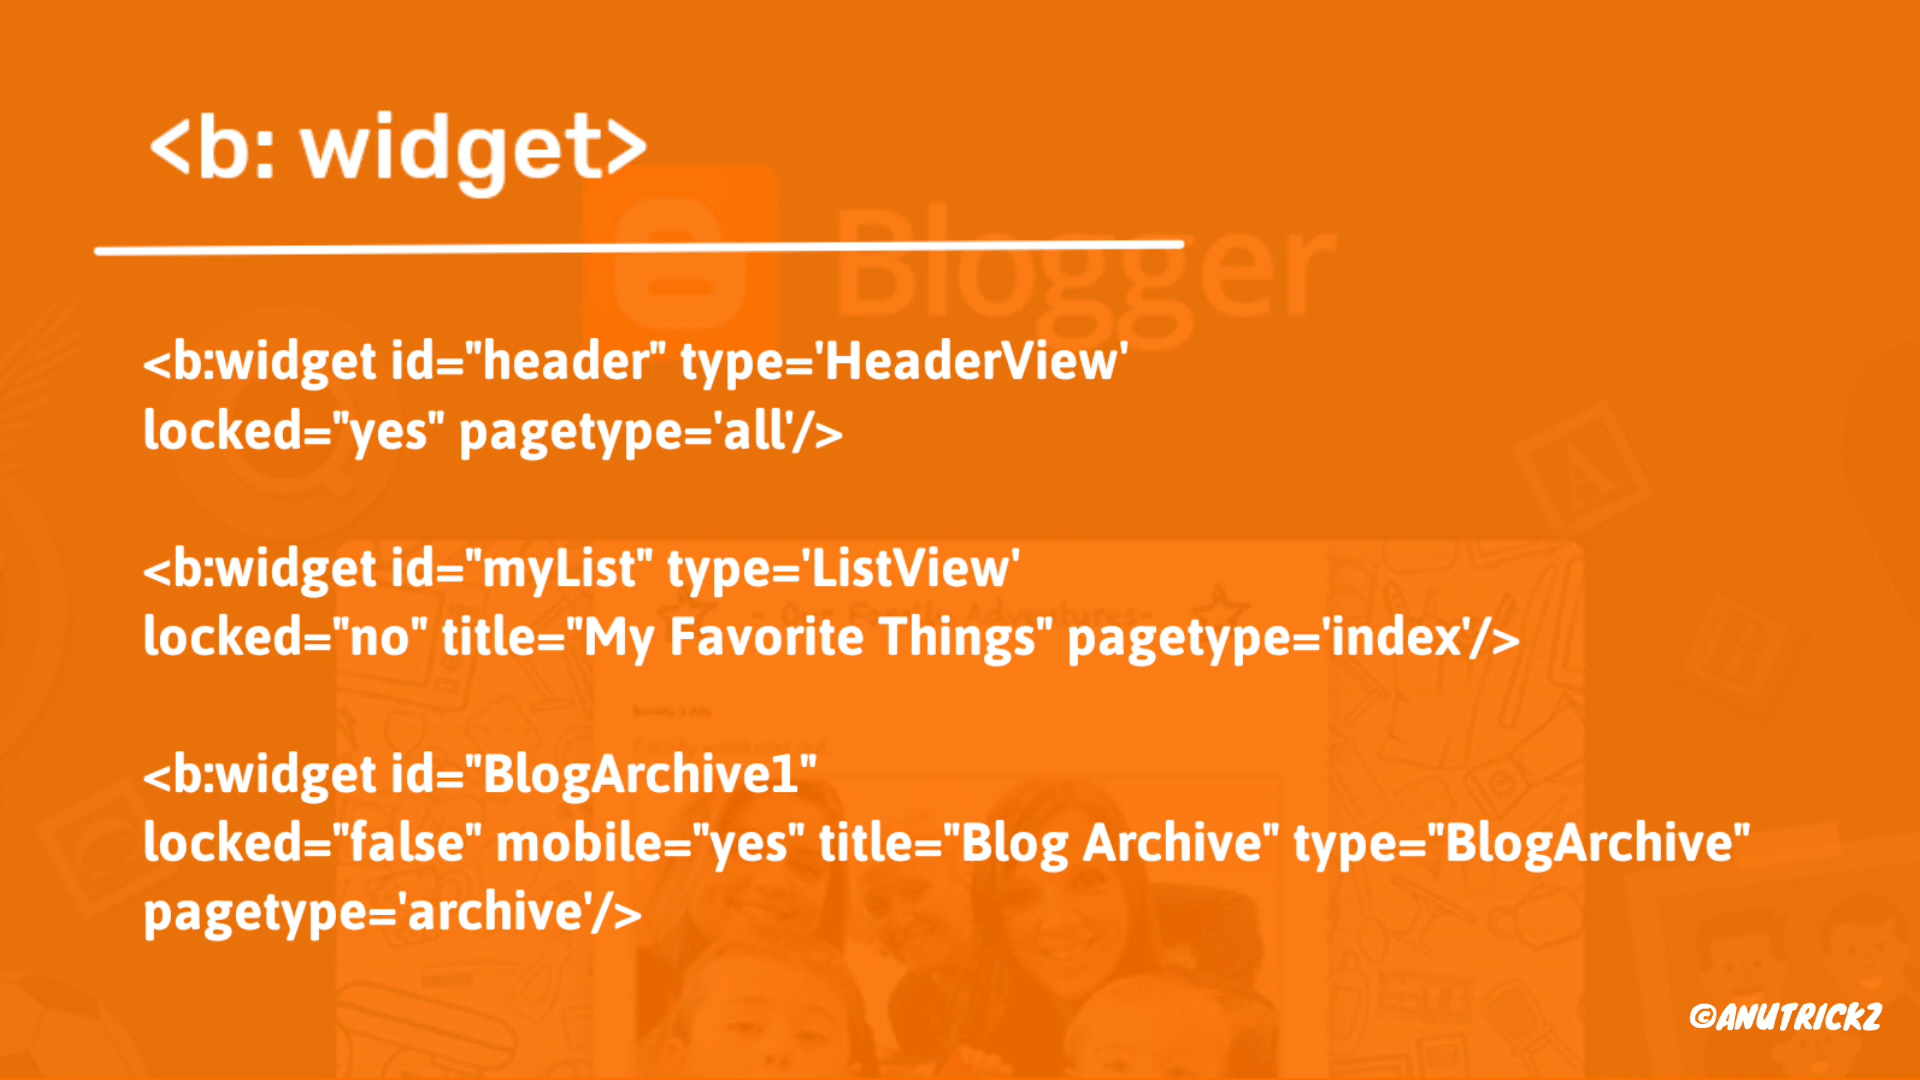 <b: widget>
Blogger
<b:widget id="header" type='HeaderView'
locked="yes" pagetype='all'/>
<b:widget id="myList" type='ListView'
locked="no" title="My Favorite Things" pagetype='index'/>
<b:widget id="BlogArchive1"
locked="false" mobile="yes" title="Blog Archive" type="BlogArchive"
pagetype='archive'/>
A
B
©ANUTRICKZ